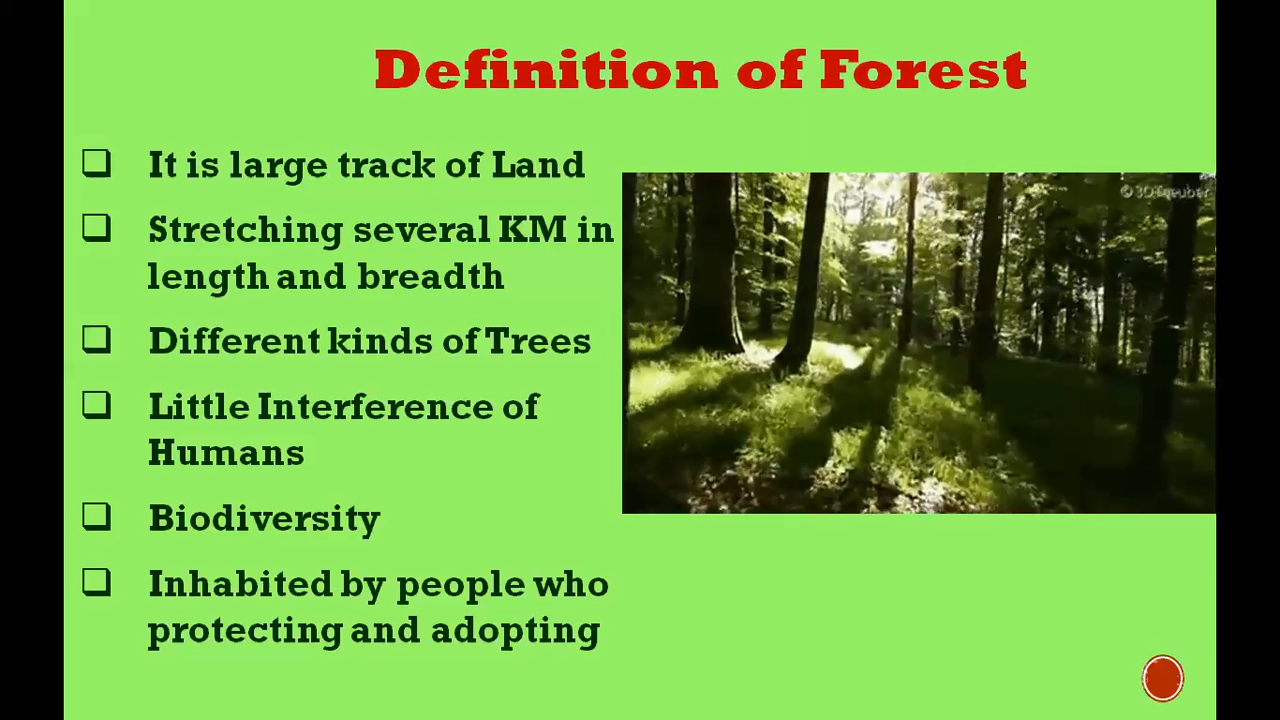 Definition of Forest
It is large track of Land
Stretching several KM in
length and breadth
Different kinds of Trees
Little Interference of
Humans
Biodiversity
Inhabited by people who
protecting and adopting